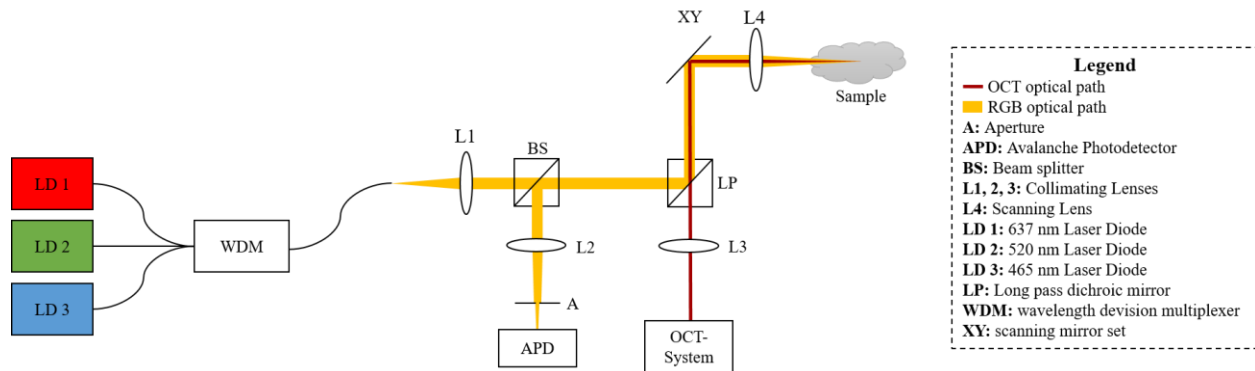 XY
L4
Sample
L1
BS
LP
LD 1
LD 2
LD 3
WDM
L2
L3
A
APD
OCT-
System
Legend
OCT optical path
RGB optical path
A: Aperture
APD: Avalanche Photodetector
BS: Beam splitter
L1, 2, 3: Collimating Lenses
L4: Scanning Lens
LD 1: 637 nm Laser Diode
LD 2: 520 nm Laser Diode
LD 3: 465 nm Laser Diode
LP: Long pass dichroic mirror
WDM: wavelength devision multiplexer
XY: scanning mirror set